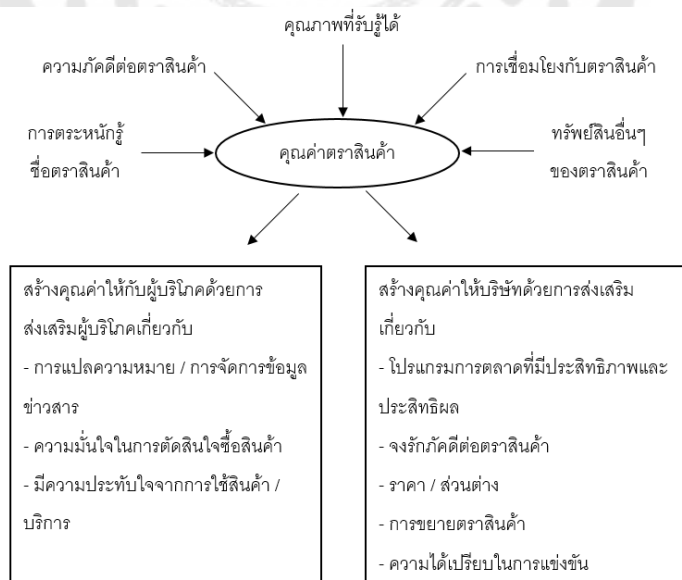 คุณภาพที่รับรู้ได้
ความภักดีต่อตราสินค้า
การเชื่อมโยงกับตราสินค้า
การตระหนักรู้
ชื่อตราสินค้า
คุณค่าตราสินค้า
ทรัพย์สินอื่นๆ
ของตราสินค้า
สร้างคุณค่าให้กับผู้บริโภคด้วยการ
ส่งเสริมผู้บริโภคเกี่ยวกับ
- การแปลความหมาย / การจัดการข้อมูล
ข่าวสาร
- ความมั่นใจในการตัดสินใจซื้อสินค้า
- มีความประทับใจจากการใช้สินค้า /
บริการ
สร้างคุณค่าให้บริษัทด้วยการส่งเสริม
เกี่ยวกับ
- โปรแกรมการตลาดที่มีประสิทธิภาพและ
ประสิทธิผล
- จงรักภักดีต่อตราสินค้า
- ราคา / ส่วนต่าง
- การขยายตราสินค้า
- ความได้เปรียบในการแข่งขัน